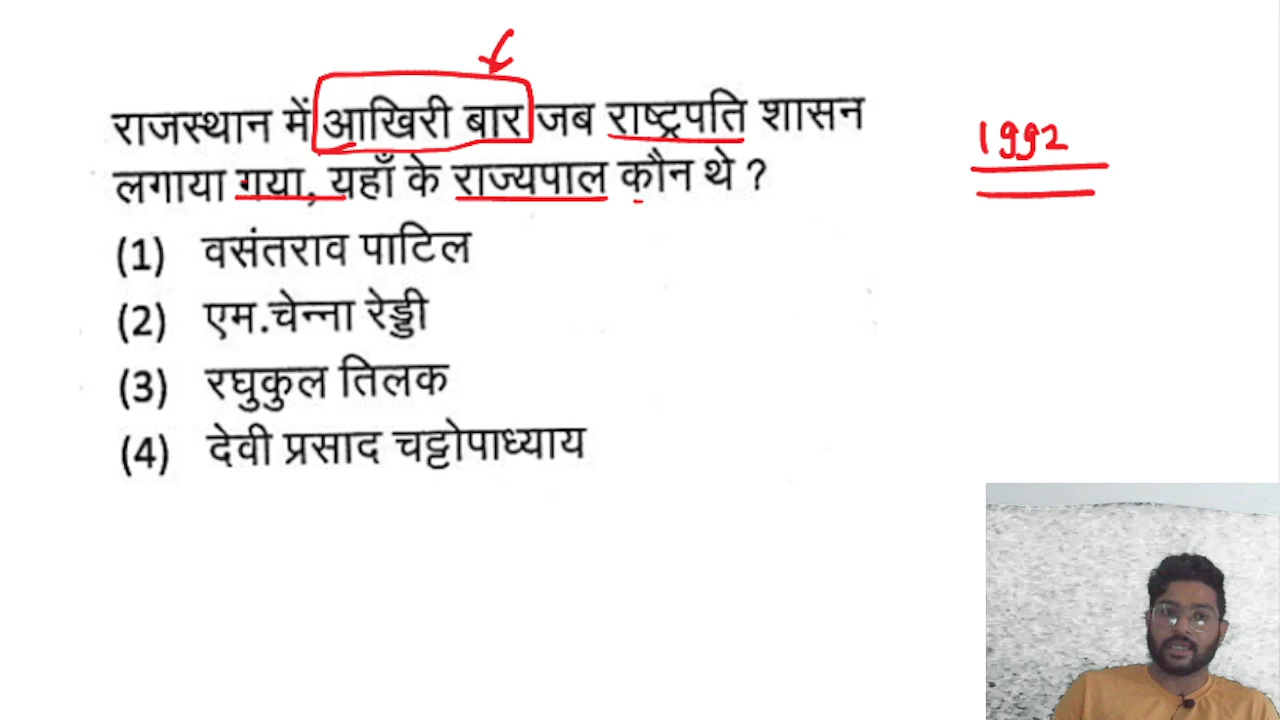 राजस्थान में आखिरी बार जब राष्ट्रपति शासन
लगाया गया, यहाँ के राज्यपाल कौन थे ?
1992
(1) वसंतराव पाटिल
(2) एम.चेन्ना रेड्डी
(3) रघुकुल तिलक
(4) देवी प्रसाद चट्टोपाध्याय